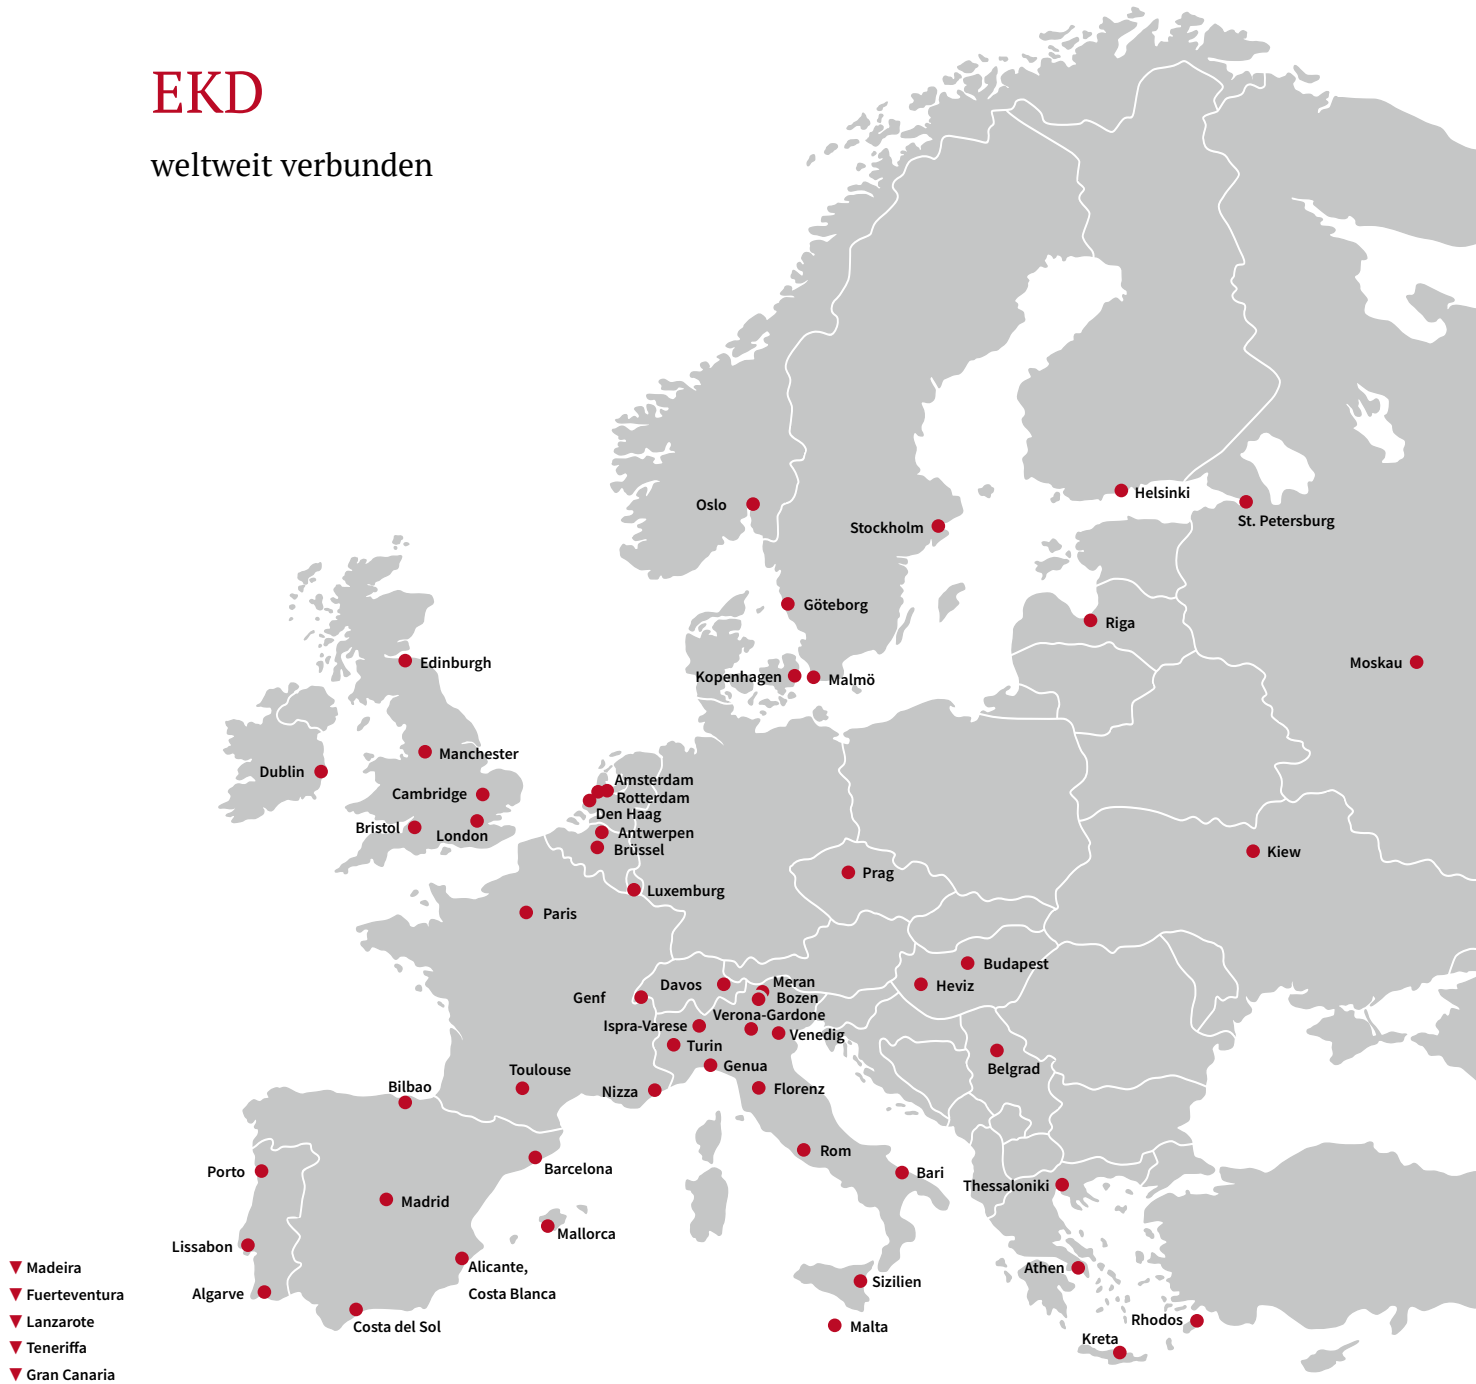 EKD
weltweit verbunden
Helsinki
Oslo
St. Petersburg
Stockholm
Göteborg
Riga
Edinburgh
Moskau
Kopenhagen
Malmö
Manchester
Dublin
Amsterdam
Cambridge
Rotterdam
Den Haag
Bristol
London
Antwerpen
Brüssel
Kiew
Prag
Luxemburg
Paris
Budapest
Davos
Meran
Heviz
Genf
Bozen
Verona-Gardone
Ispra-Varese
Venedig
Turin
Genua
Belgrad
Toulouse
Bilbao
Nizza
Florenz
Rom
Barcelona
Porto
Bari
Thessaloniki
Madrid
Mallorca
Lissabon
Madeira
Alicante,
Costa Blanca
Athen
Sizilien
Fuerteventura
Algarve
Lanzarote
Costa del Sol
Malta
Rhodos
Kreta
Teneriffa
Gran Canaria